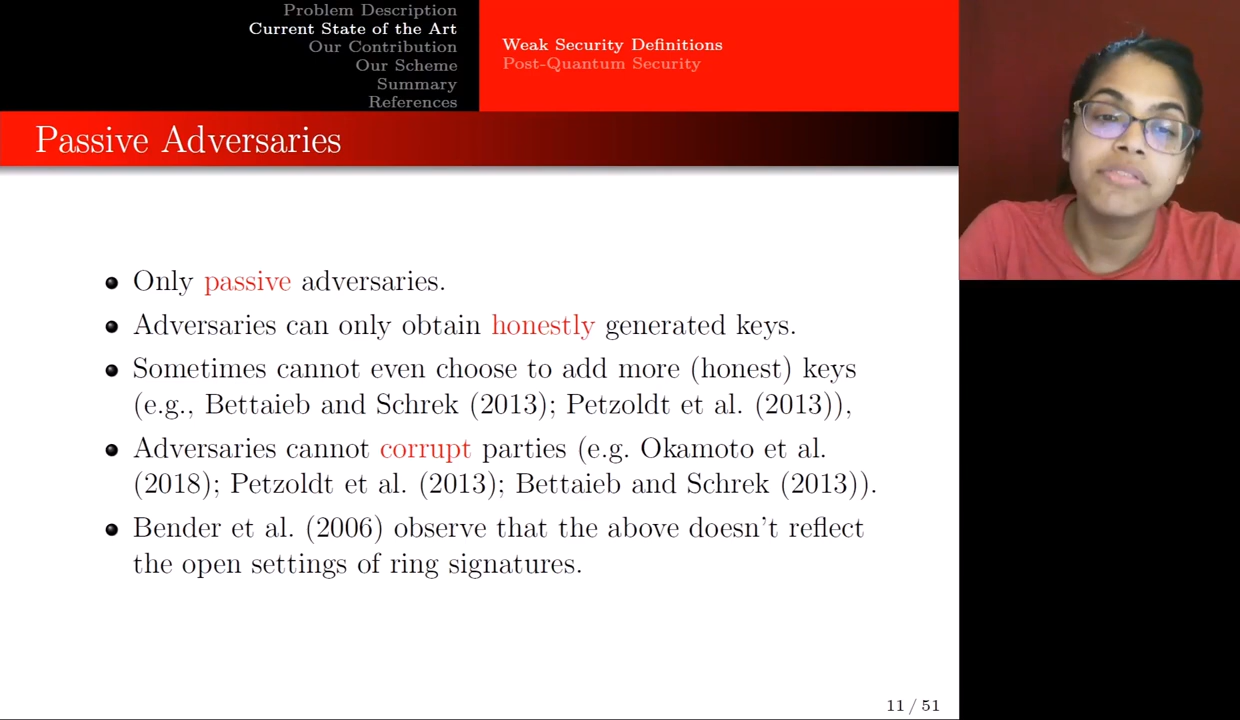 Problem Description
Current State of the Art
Our Contribution
Our Scheme
Summary
References
Weak Security Definitions
Post-Quantum Security
Passive Adversaries
Only passive adversaries.
Adversaries can only obtain honestly generated keys.
Sometimes cannot even choose to add more (honest) keys
(e.g., Bettaieb and Schrek (2013); Petzoldt et al. (2013)),
Adversaries cannot corrupt parties (e.g. Okamoto et al.
(2018); Petzoldt et al. (2013); Bettaieb and Schrek (2013)).
Bender et al. (2006) observe that the above doesn't reflect
the open settings of ring signatures.
11 / 51